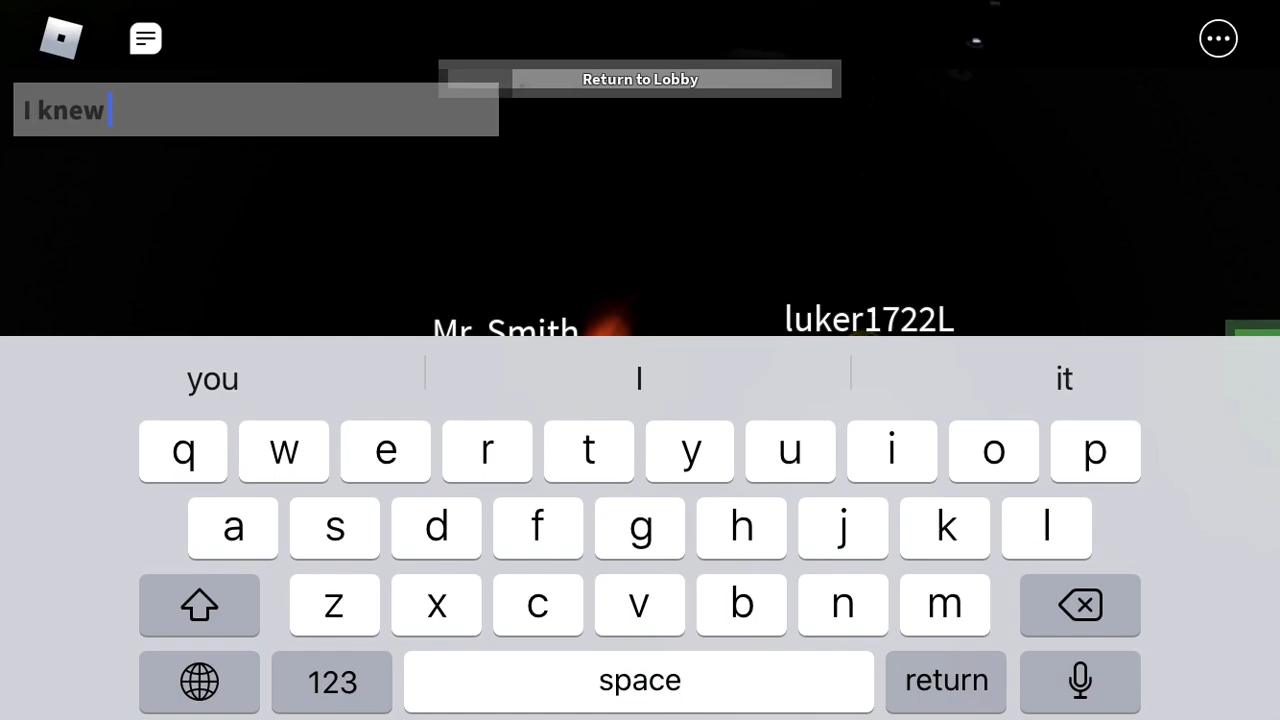 Return to Lobby
I knew
Mr. Smith luker1722L
you I it
q w e r t y u i o p
a s d f g h j k l
z x c v b n m
123 space return